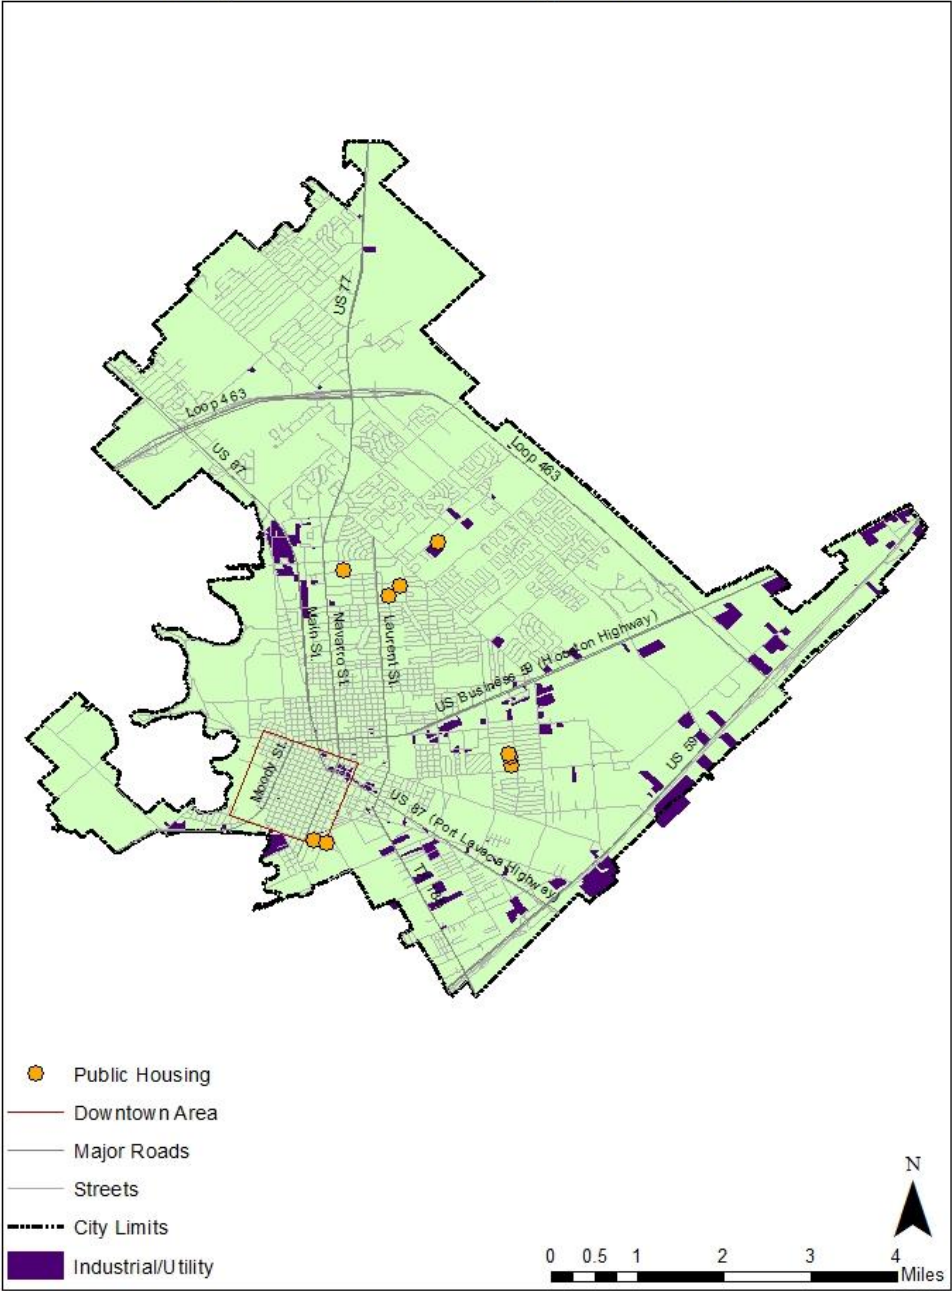 US 77
Loop 463
US 87
Loop 463
Main St.
Navarro St.
Laurent St.
US Business 59 (Houston Highway)
Moody St.
US 59
US 87 (Port Lavaca Highway)
Public Housing
Downtown Area
Major Roads
Streets
City Limits
Industrial/Utility
N
0 0.5 1 2 3 4
Miles